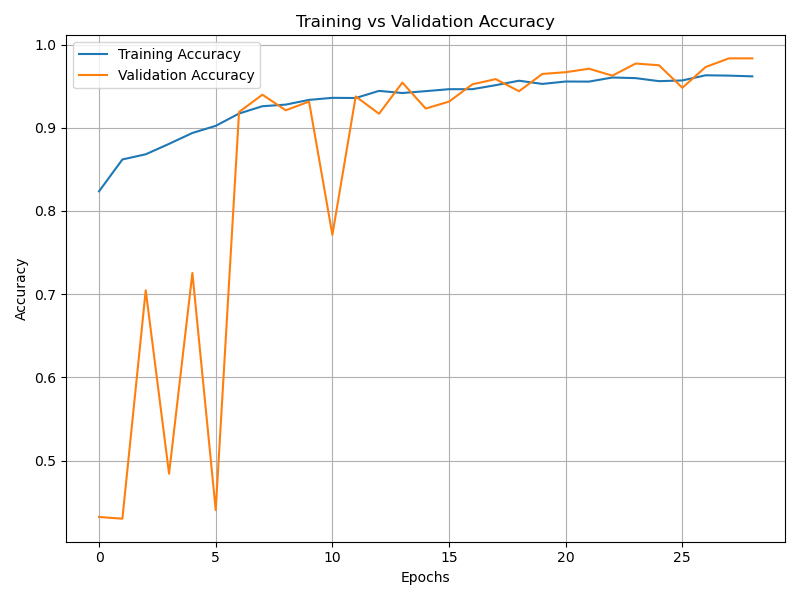 Training vs Validation Accuracy
Training Accuracy
Validation Accuracy
1.0
0.9
0.8
0.7
0.6
0.5
Accuracy
0 5 10 15 20 25
Epochs